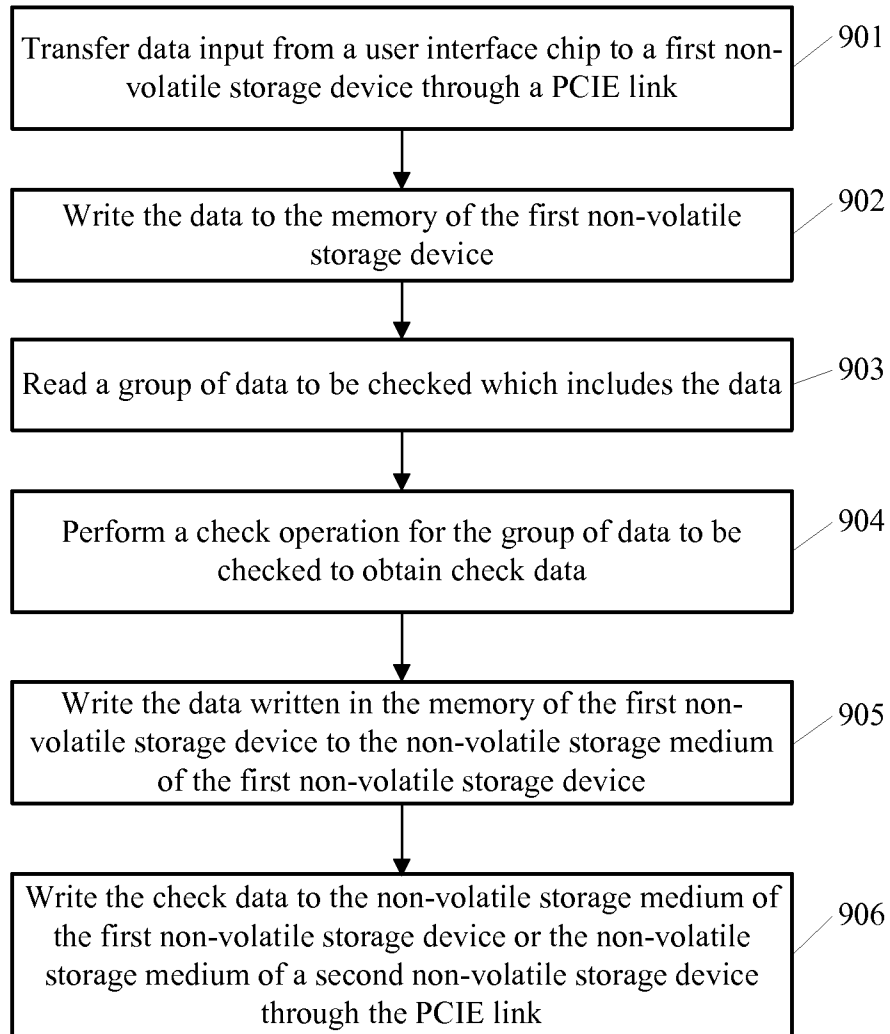 Transfer data input from a user interface chip to a first non-
volatile storage device through a PCIE link
901
Write the data to the memory of the first non-volatile
storage device
902
Read a group of data to be checked which includes the data
903
Perform a check operation for the group of data to be
checked to obtain check data
904
Write the data written in the memory of the first non-
volatile storage device to the non-volatile storage medium
of the first non-volatile storage device
905
Write the check data to the non-volatile storage medium of
the first non-volatile storage device or the non-volatile
storage medium of a second non-volatile storage device
through the PCIE link
906